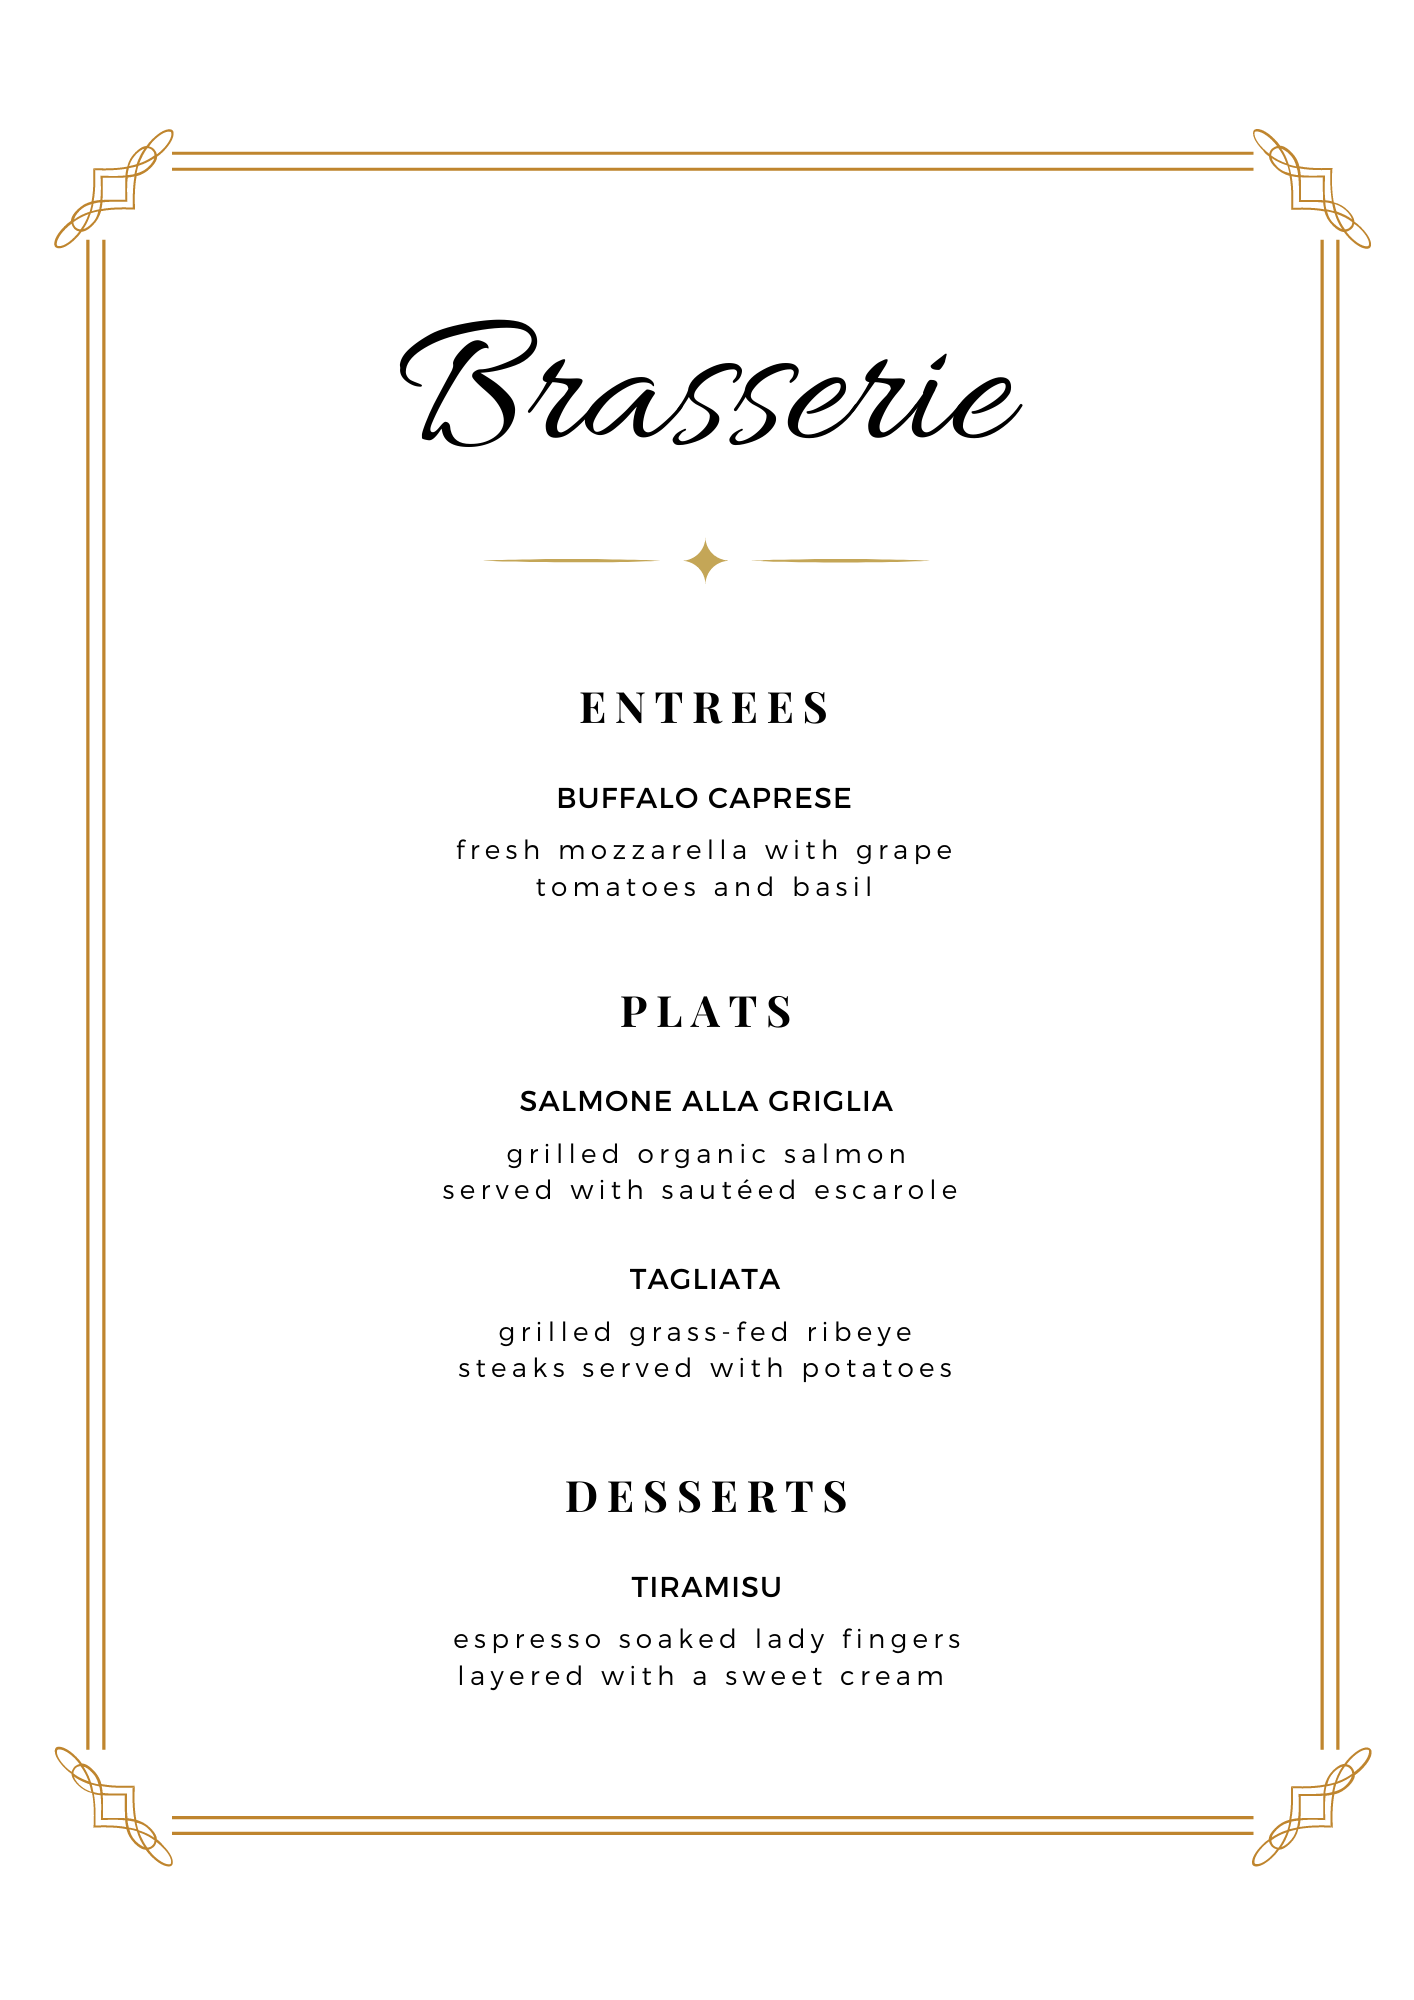 Brasserie
ENTREES
BUFFALO CAPRESE
fresh mozzarella with grape
tomatoes and basil
PLATS
SALMONE ALLA GRIGLIA
grilled organic salmon
served with sautéed escarole
TAGLIATA
grilled grass-fed ribeye
steaks served with potatoes
DESSERTS
TIRAMISU
espresso soaked lady fingers
layered with a sweet cream